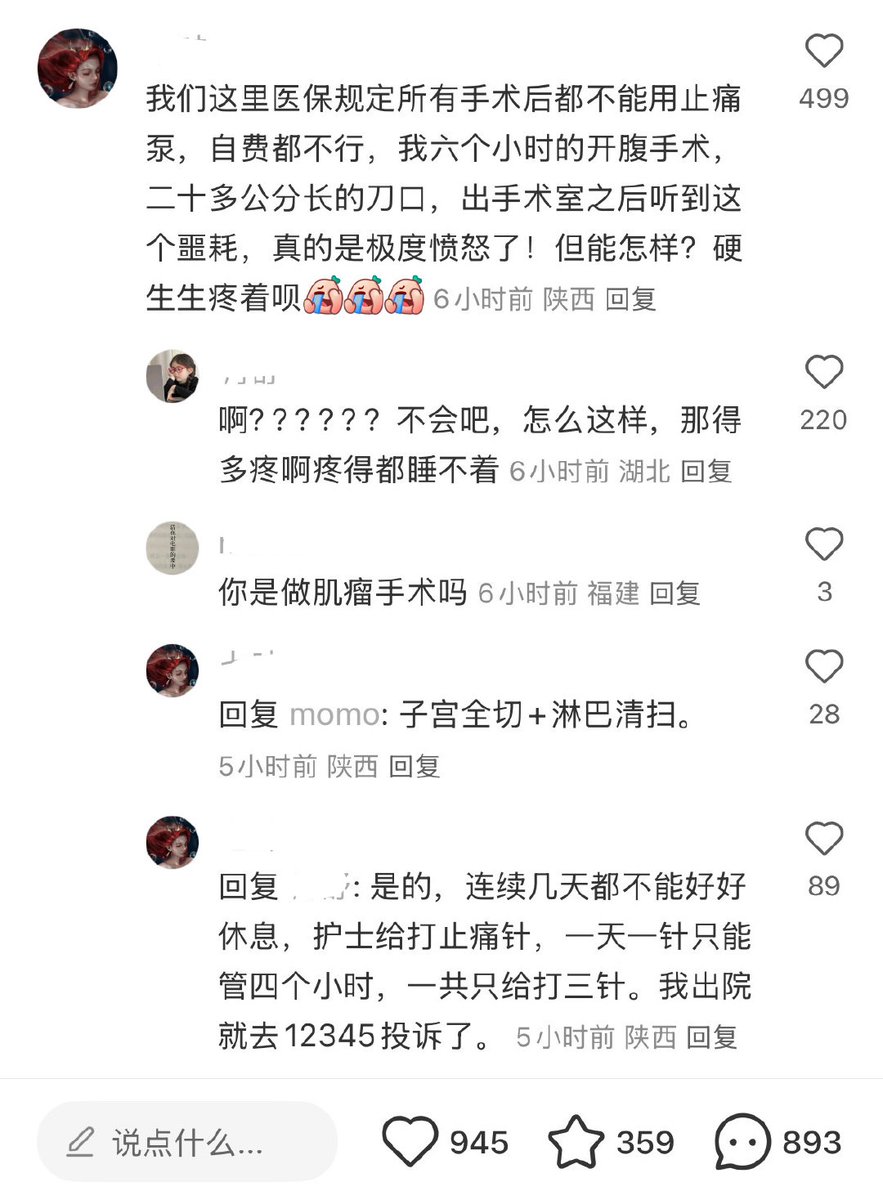 499
我们这里医保规定所有手术后都不能用止痛
泵，自费都不行，我六个小时的开腹手术，
二十多公分长的刀口，出手术室之后听到这
个噩耗，真的是极度愤怒了！但能怎样？硬
生生疼着呗 6小时前 陕西 回复
220
啊？？？？？？不会吧，怎么这样，那得
多疼啊疼得都睡不着 6小时前 湖北 回复
你是做肌瘤手术吗 6小时前 福建 回复
3
回复 momo: 子宫全切+淋巴清扫。
28
5小时前 陕西 回复
回复 : 是的，连续几天都不能好好
89
休息，护士给打止痛针，一天一针只能
管四个小时，一共只给打三针。我出院
就去12345投诉了。 5小时前 陕西 回复
说点什么... 945 359 893